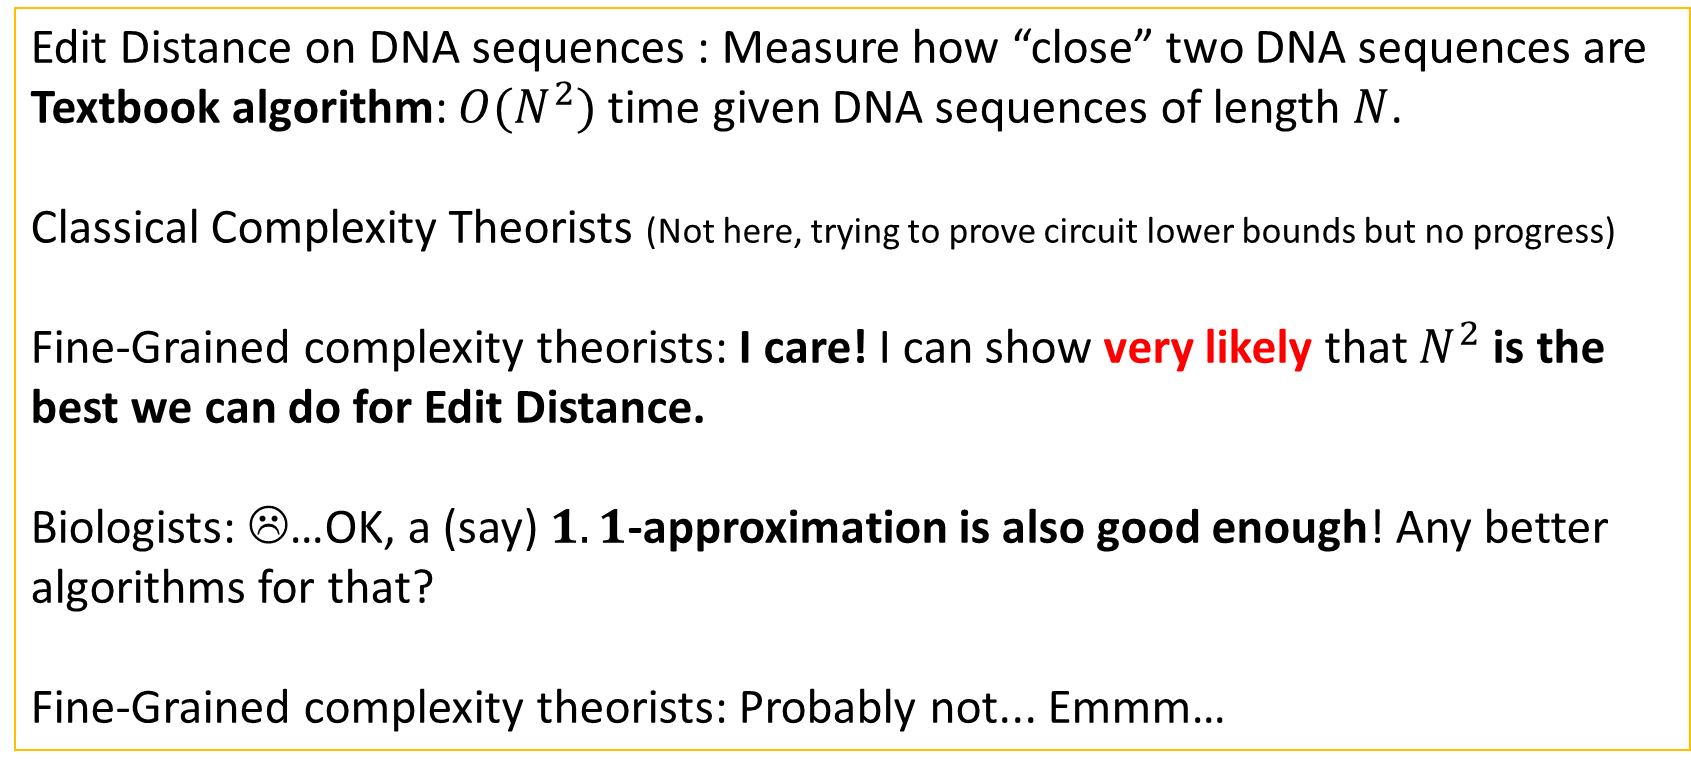 Edit Distance on DNA sequences : Measure how “close” two DNA sequences are
Textbook algorithm: O(N²) time given DNA sequences of length N.
Classical Complexity Theorists (Not here, trying to prove circuit lower bounds but no progress)
Fine-Grained complexity theorists: I care! I can show very likely that N² is the
best we can do for Edit Distance.
Biologists: ☹...OK, a (say) 1.1-approximation is also good enough! Any better
algorithms for that?
Fine-Grained complexity theorists: Probably not... Emmm...